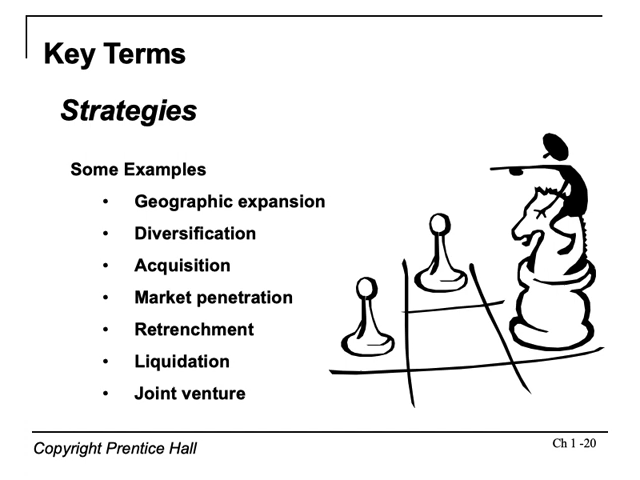 Key Terms
Strategies
Some Examples
• Geographic expansion
• Diversification
• Acquisition
• Market penetration
• Retrenchment
• Liquidation
• Joint venture
Copyright Prentice Hall
Ch 1 -20